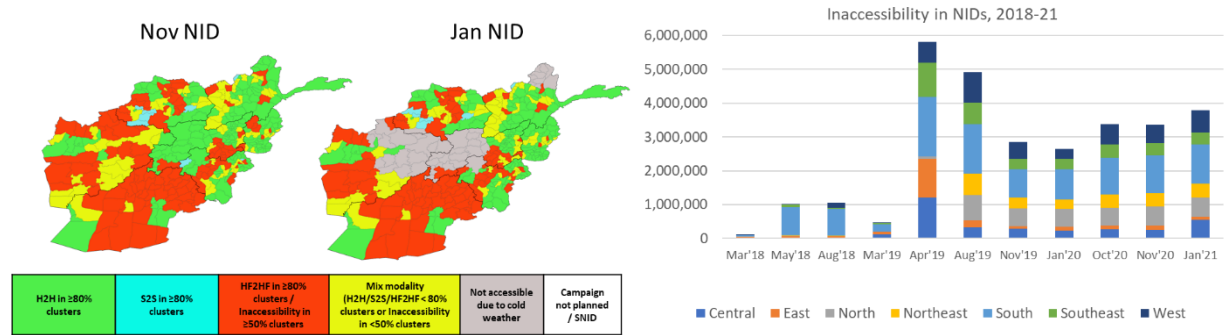 Nov NID
Jan NID
H2H in ≥80%
clusters
S2S in ≥80%
clusters
HF2HF in ≥80%
clusters /
Inaccessibility in
≥50% clusters
Mix modality
(H2H/S2S/HF2HF < 80%
clusters or Inaccessibility
in <50% clusters)
Not accessible
due to cold
weather
Campaign
not planned
/ SNID
Inaccessibility in NIDs, 2018-21
6,000,000
5,000,000
4,000,000
3,000,000
2,000,000
1,000,000
0
Mar'18 May'18 Aug'18 Mar'19 Apr'19 Aug'19 Nov'19 Jan'20 Oct'20 Nov'20 Jan'21
Central East North Northeast South Southeast West